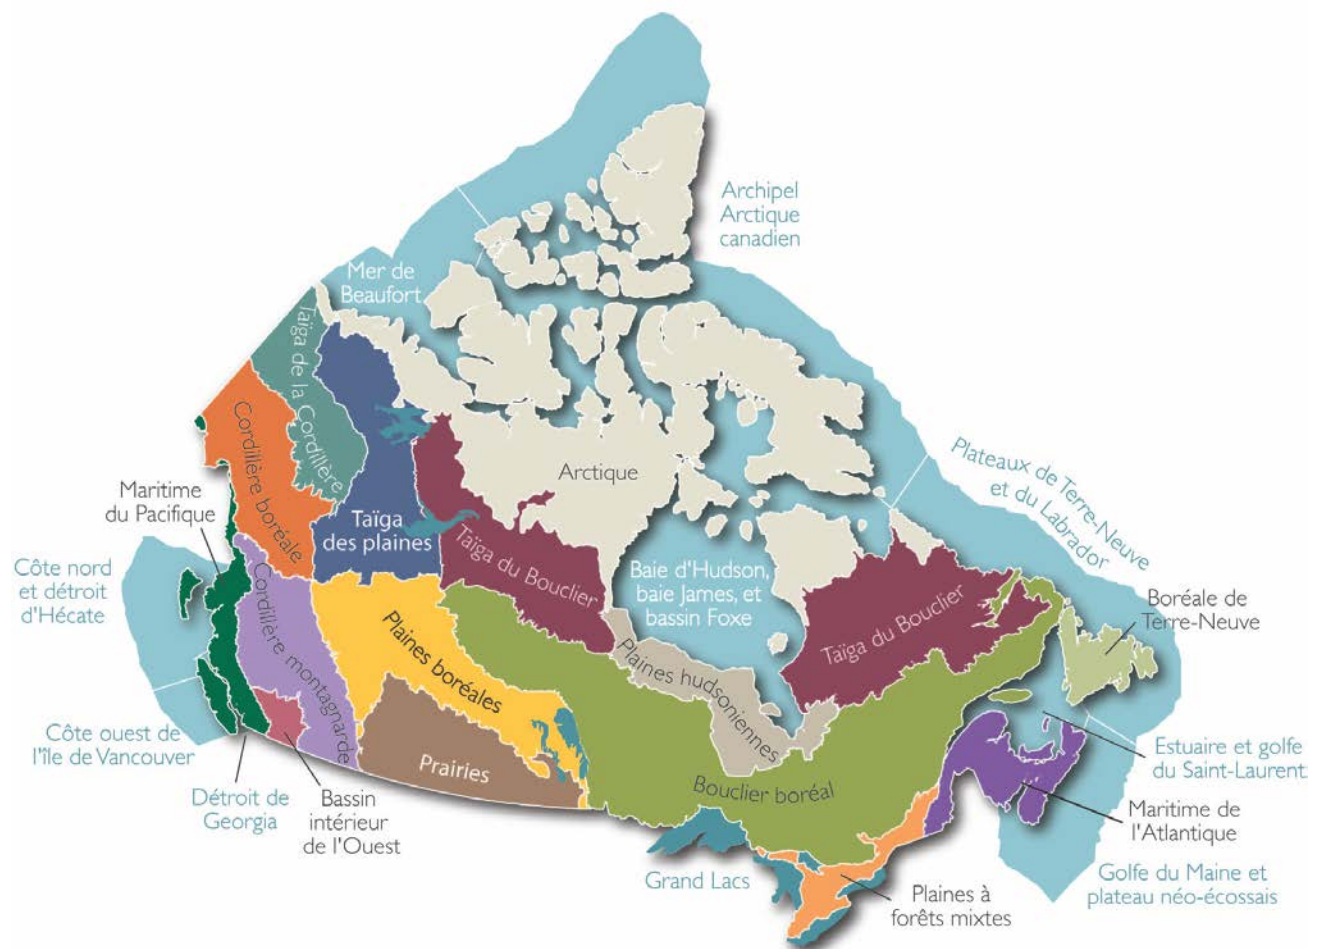 Archipel
Arctique
canadien
Mer de
Beaufort
Taïga de la Cordillère
Cordillère boréale
Arctique
Plateaux de Terre-Neuve
et du Labrador
Maritime
du Pacifique
Taïga
des plaines
Taïga du Bouclier
Baie d'Hudson,
baie James, et
bassin Foxe
Taïga du Bouclier
Côte nord
et détroit
d'Hécate
Boréale de
Terre-Neuve
Cordillère montagnarde
Plaines boréales
Plaines hudsoniennes
Côte ouest de
l'île de Vancouver
Prairies
Bouclier boréal
Estuaire et golfe
du Saint-Laurent
Détroit de
Georgia
Bassin
intérieur
de l'Ouest
Maritime de
l'Atlantique
Grand Lacs
Plaines à
forêts mixtes
Golfe du Maine et
plateau néo-écossais